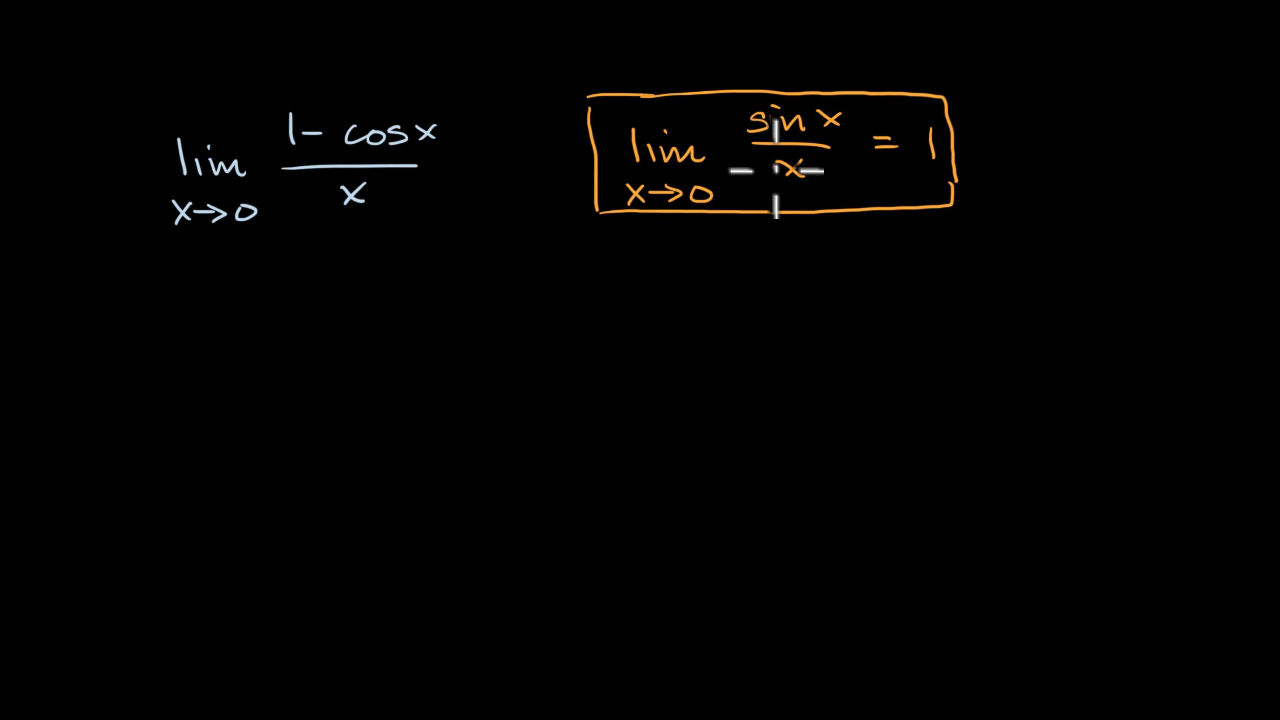 lim x→0 (1 - cosx)/x
lim x→0 (sin x)/x = 1